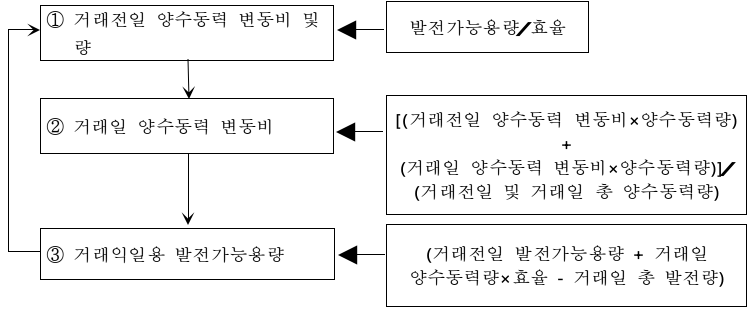 ① 거래전일 양수동력 변동비 및
량
발전가능용량/효율
② 거래일 양수동력 변동비
[(거래전일 양수동력 변동비×양수동력량)
+
(거래일 양수동력 변동비×양수동력량)]/
(거래전일 및 거래일 총 양수동력량)
③ 거래익일용 발전가능용량
(거래전일 발전가능용량 + 거래일
양수동력량×효율 - 거래일 총 발전량)